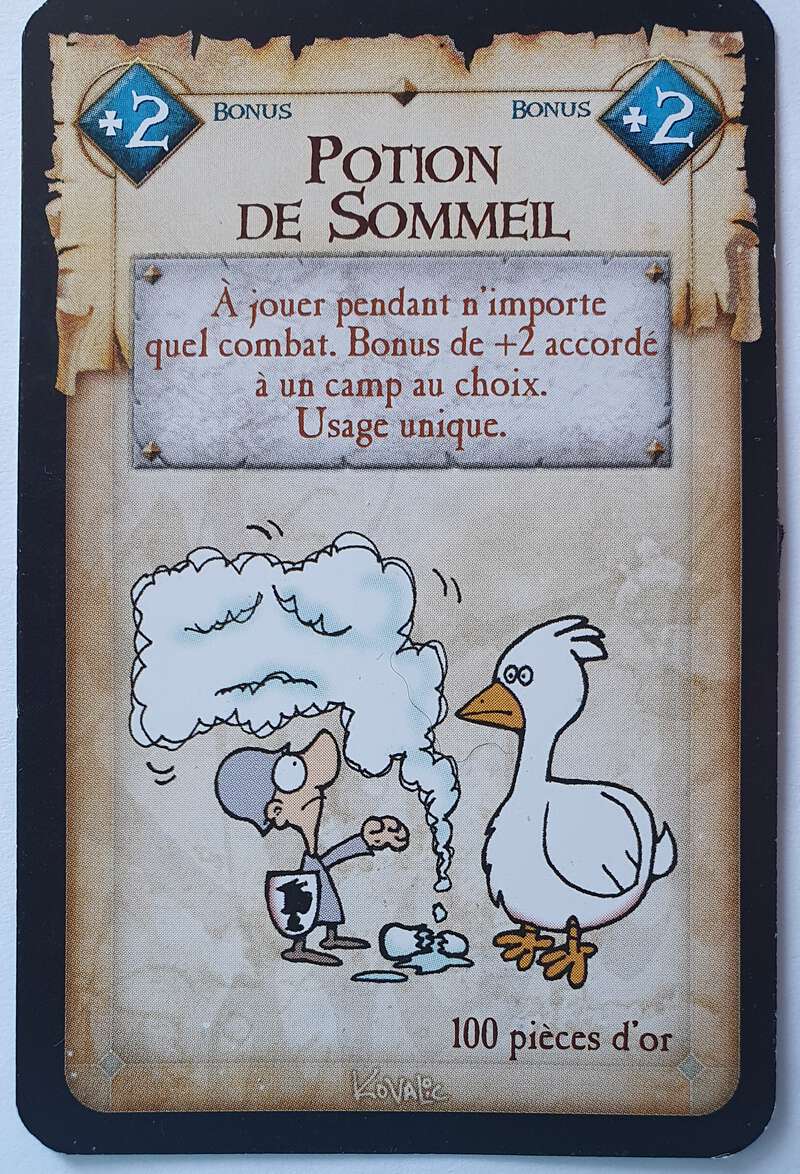 +2 BONUS BONUS +2
POTION
DE SOMMEIL
À jouer pendant n'importe
quel combat. Bonus de +2 accordé
à un camp au choix.
Usage unique.
100 pièces d'or
KOVALIC